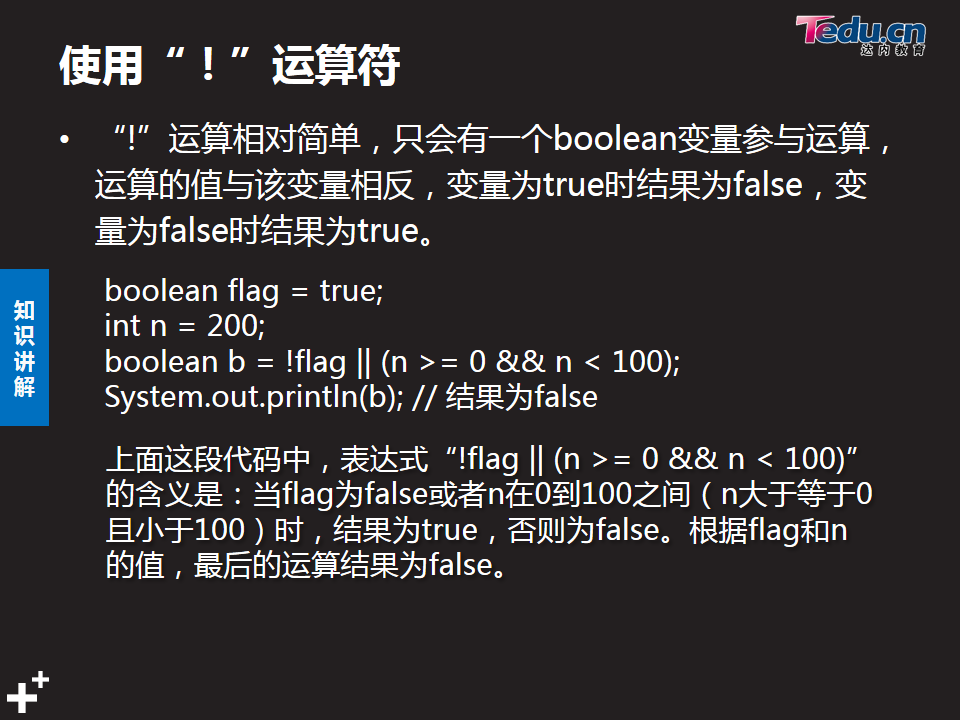 使用“！”运算符
Tedu.cn
达内教育
• “!”运算相对简单，只会有一个boolean变量参与运算，
运算的值与该变量相反，变量为true时结果为false，变
量为false时结果为true。
知识讲解
boolean flag = true;
int n = 200;
boolean b = !flag || (n >= 0 && n < 100);
System.out.println(b); // 结果为false
上面这段代码中，表达式“!flag || (n >= 0 && n < 100)”
的含义是：当flag为false或者n在0到100之间（n大于等于0
且小于100）时，结果为true，否则为false。根据flag和n
的值，最后的运算结果为false。